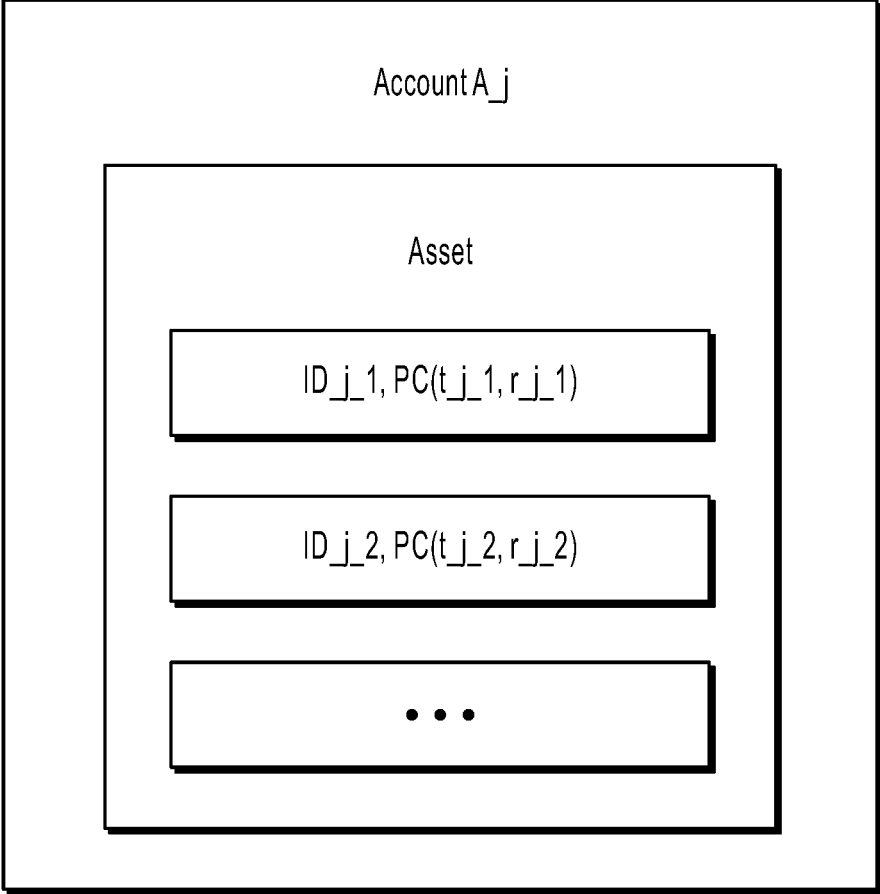 Account A_j
Asset
ID_j_1, PC(t_j_1, r_j_1)
ID_j_2, PC(t_j_2, r_j_2)
• • •